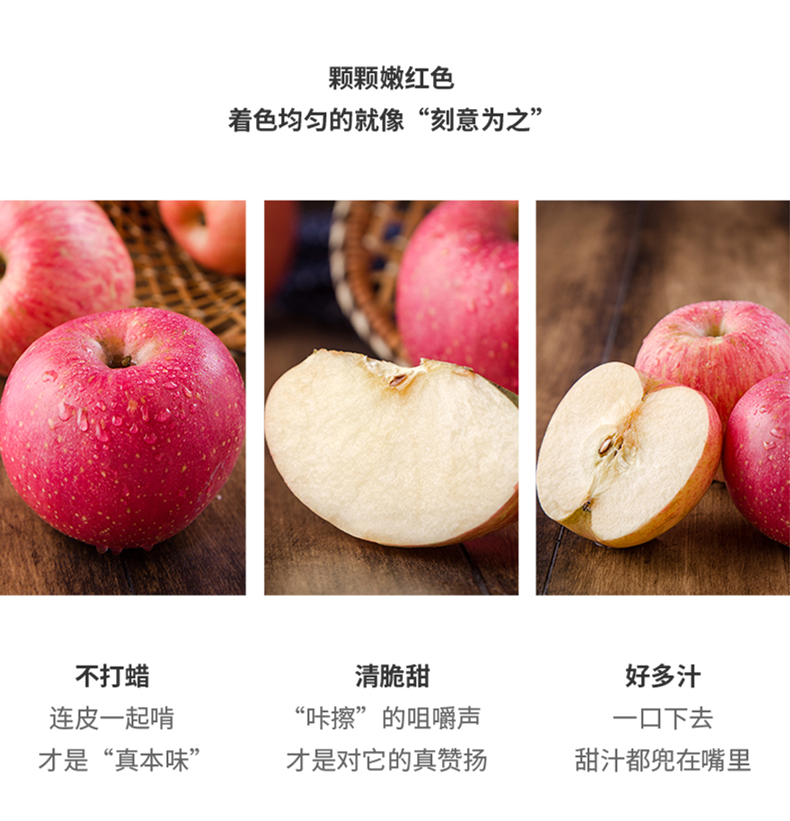 颗颗嫩红色
着色均匀的就像“刻意为之”
不打蜡
连皮一起啃
才是“真本味”
清脆甜
“咔擦”的咀嚼声
才是对它的真赞扬
好多汁
一口下去
甜汁都兜在嘴里